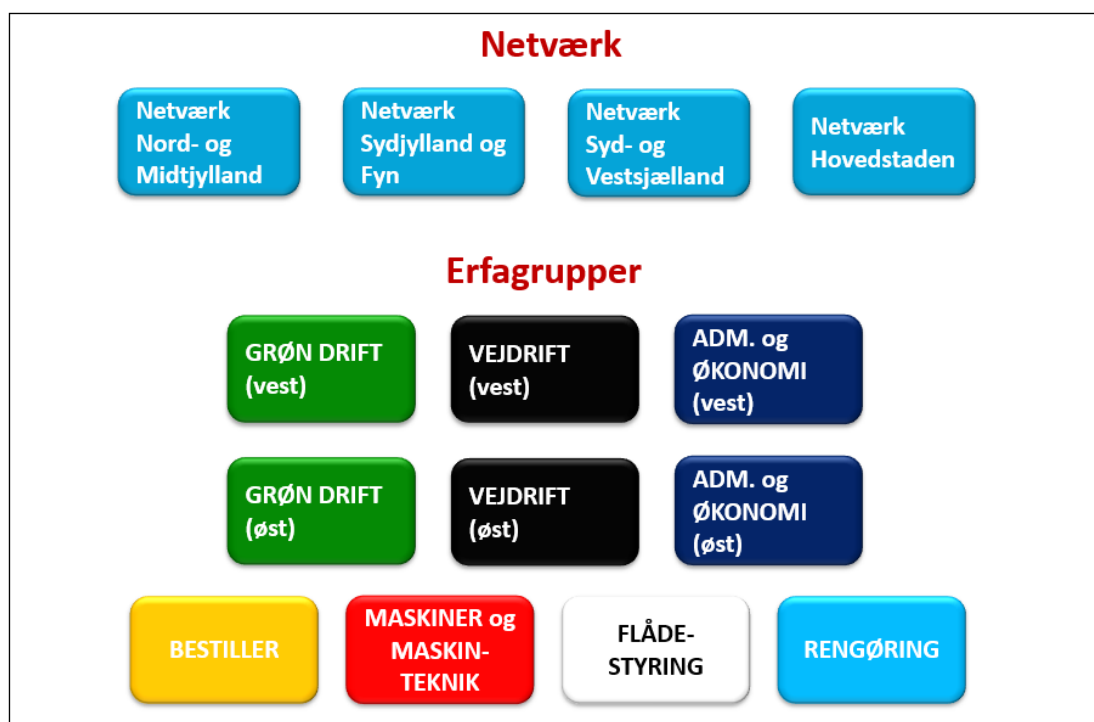 Netværk
Netværk
Nord- og
Midtjylland
Netværk
Sydjylland og
Fyn
Netværk
Syd- og
Vestsjælland
Netværk
Hovedstaden
Erfagrupper
GRØN DRIFT
(vest)
VEJDRIFT
(vest)
ADM. og
ØKONOMI
(vest)
GRØN DRIFT
(øst)
VEJDRIFT
(øst)
ADM. og
ØKONOMI
(øst)
BESTILLER
MASKINER og
MASKIN-
TEKNIK
FLÅDE-
STYRING
RENGØRING